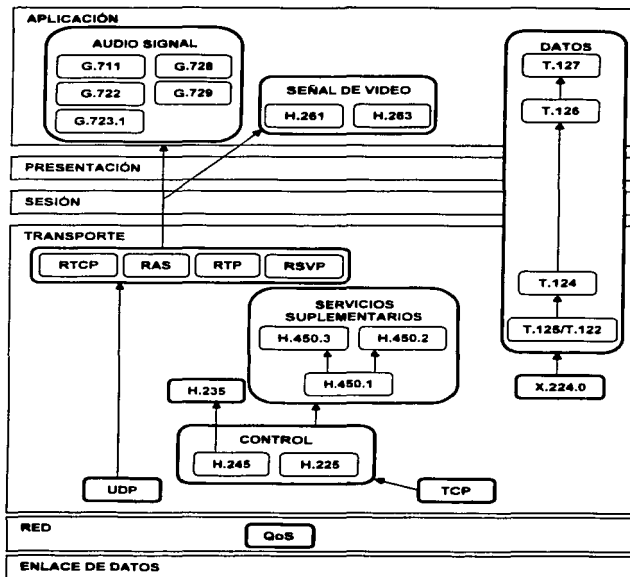 APLICACIÓN
AUDIO SIGNAL
G.711 G.728
G.722 G.729
G.723.1
SEÑAL DE VIDEO
H.261 H.263
DATOS
T.127
T.126
PRESENTACIÓN
SESIÓN
TRANSPORTE
RTCP RAS RTP RSVP
T.124
T.125/T.122
X.224.0
SERVICIOS
SUPLEMENTARIOS
H.450.3 H.450.2
H.450.1
H.235
CONTROL
H.245 H.225
UDP
TCP
RED
QoS
ENLACE DE DATOS